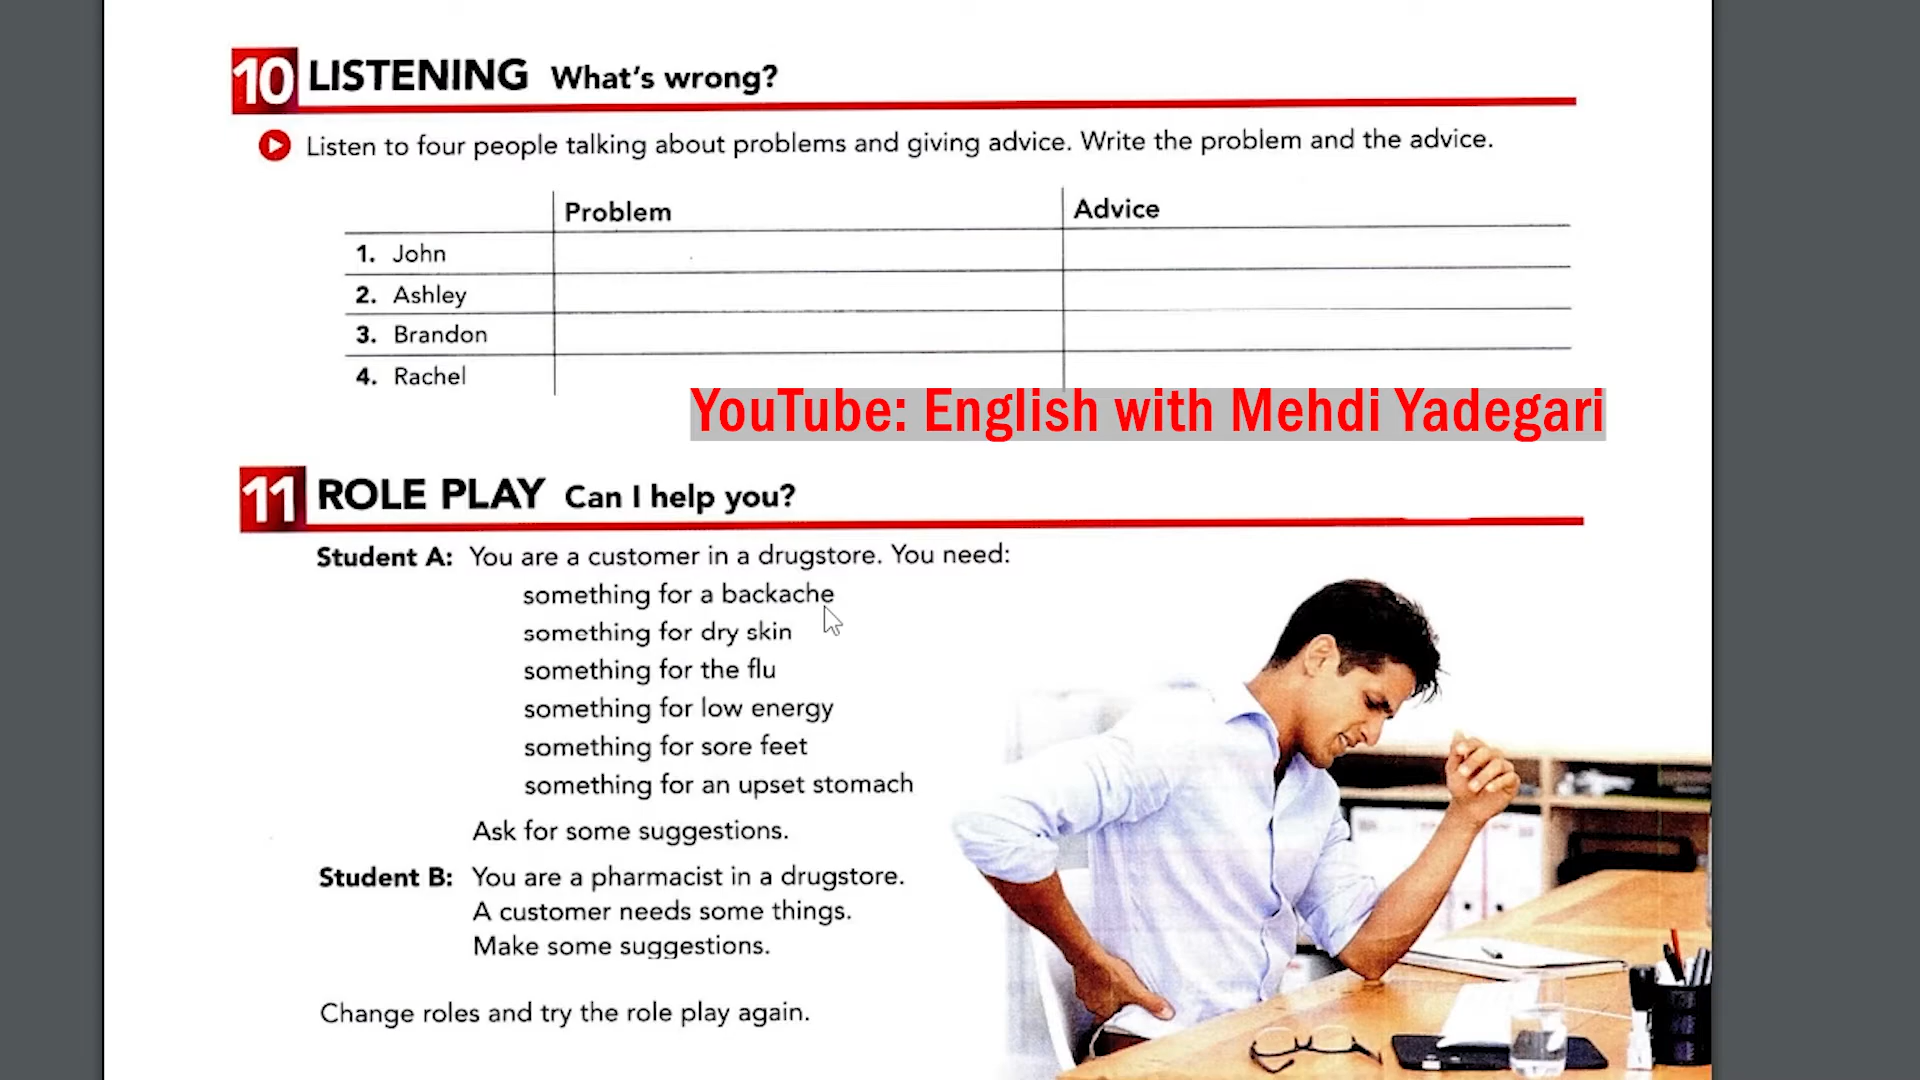 10 LISTENING What's wrong?
Listen to four people talking about problems and giving advice. Write the problem and the advice.
Problem Advice
1. John
2. Ashley
3. Brandon
4. Rachel
YouTube: English with Mehdi Yadegari
11 ROLE PLAY Can I help you?
Student A: You are a customer in a drugstore. You need:
something for a backache
something for dry skin
something for the flu
something for low energy
something for sore feet
something for an upset stomach
Ask for some suggestions.
Student B: You are a pharmacist in a drugstore.
A customer needs some things.
Make some suggestions.
Change roles and try the role play again.